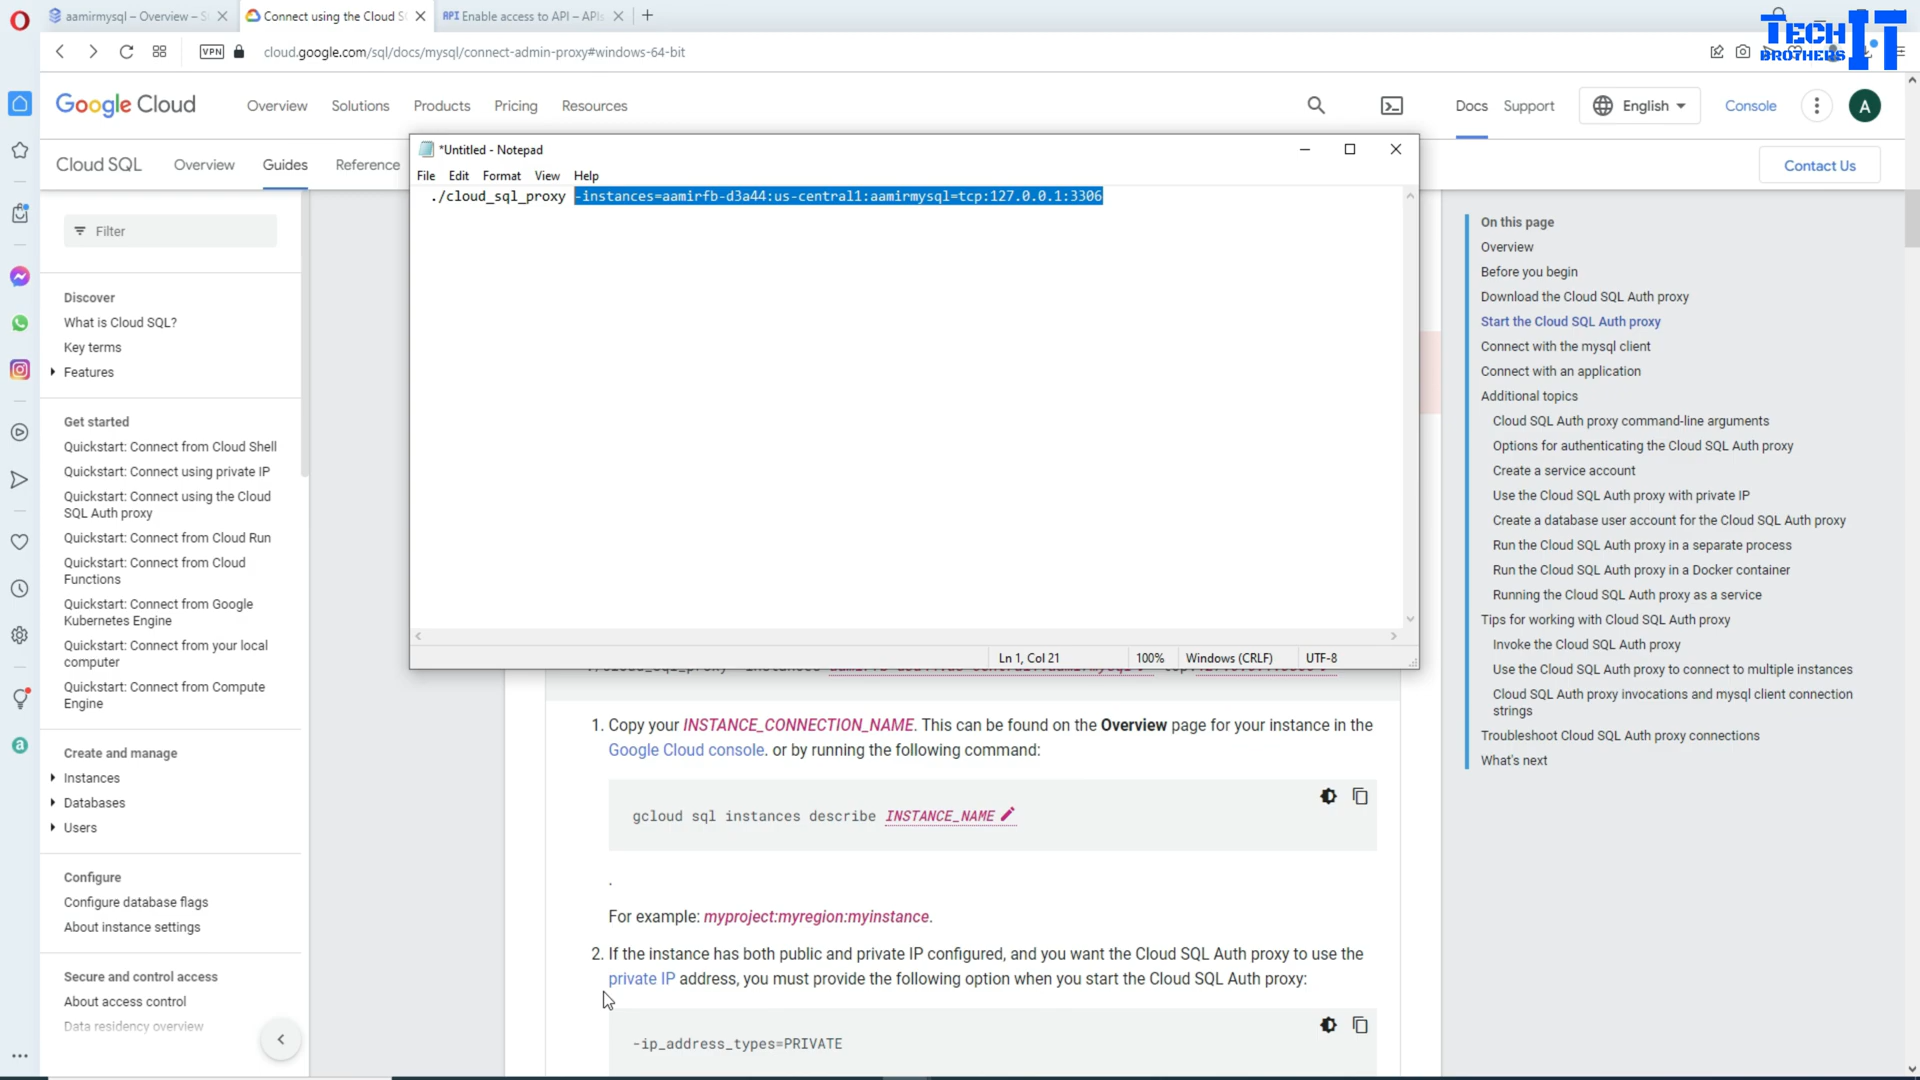 aamirmysql – Overview – S
Connect using the Cloud S
API Enable access to API – APIs
VPN
cloud.google.com/sql/docs/mysql/connect-admin-proxy#windows-64-bit
TECH
BROTHERS
IT
Google Cloud
Overview
Solutions
Products
Pricing
Resources
Docs
Support
English
Console
A
Cloud SQL
Overview
Guides
Reference
Contact Us
*Untitled - Notepad
File
Edit
Format
View
Help
./cloud_sql_proxy -instances=aamirfb-d3a44:us-central1:aamirmysql=tcp:127.0.0.1:3306
Ln 1, Col 21
100%
Windows (CRLF)
UTF-8
Filter
Discover
What is Cloud SQL?
Key terms
Features
Get started
Quickstart: Connect from Cloud Shell
Quickstart: Connect using private IP
Quickstart: Connect using the Cloud
SQL Auth proxy
Quickstart: Connect from Cloud Run
Quickstart: Connect from Cloud
Functions
Quickstart: Connect from Google
Kubernetes Engine
Quickstart: Connect from your local
computer
Quickstart: Connect from Compute
Engine
Create and manage
Instances
Databases
Users
Configure
Configure database flags
About instance settings
Secure and control access
About access control
Data residency overview
1. Copy your INSTANCE_CONNECTION_NAME. This can be found on the Overview page for your instance in the
Google Cloud console. or by running the following command:
gcloud sql instances describe INSTANCE_NAME
.
For example: myproject:myregion:myinstance.
2. If the instance has both public and private IP configured, and you want the Cloud SQL Auth proxy to use the
private IP address, you must provide the following option when you start the Cloud SQL Auth proxy:
-ip_address_types=PRIVATE
On this page
Overview
Before you begin
Download the Cloud SQL Auth proxy
Start the Cloud SQL Auth proxy
Connect with the mysql client
Connect with an application
Additional topics
Cloud SQL Auth proxy command-line arguments
Options for authenticating the Cloud SQL Auth proxy
Create a service account
Use the Cloud SQL Auth proxy with private IP
Create a database user account for the Cloud SQL Auth proxy
Run the Cloud SQL Auth proxy in a separate process
Run the Cloud SQL Auth proxy in a Docker container
Running the Cloud SQL Auth proxy as a service
Tips for working with Cloud SQL Auth proxy
Invoke the Cloud SQL Auth proxy
Use the Cloud SQL Auth proxy to connect to multiple instances
Cloud SQL Auth proxy invocations and mysql client connection
strings
Troubleshoot Cloud SQL Auth proxy connections
What's next